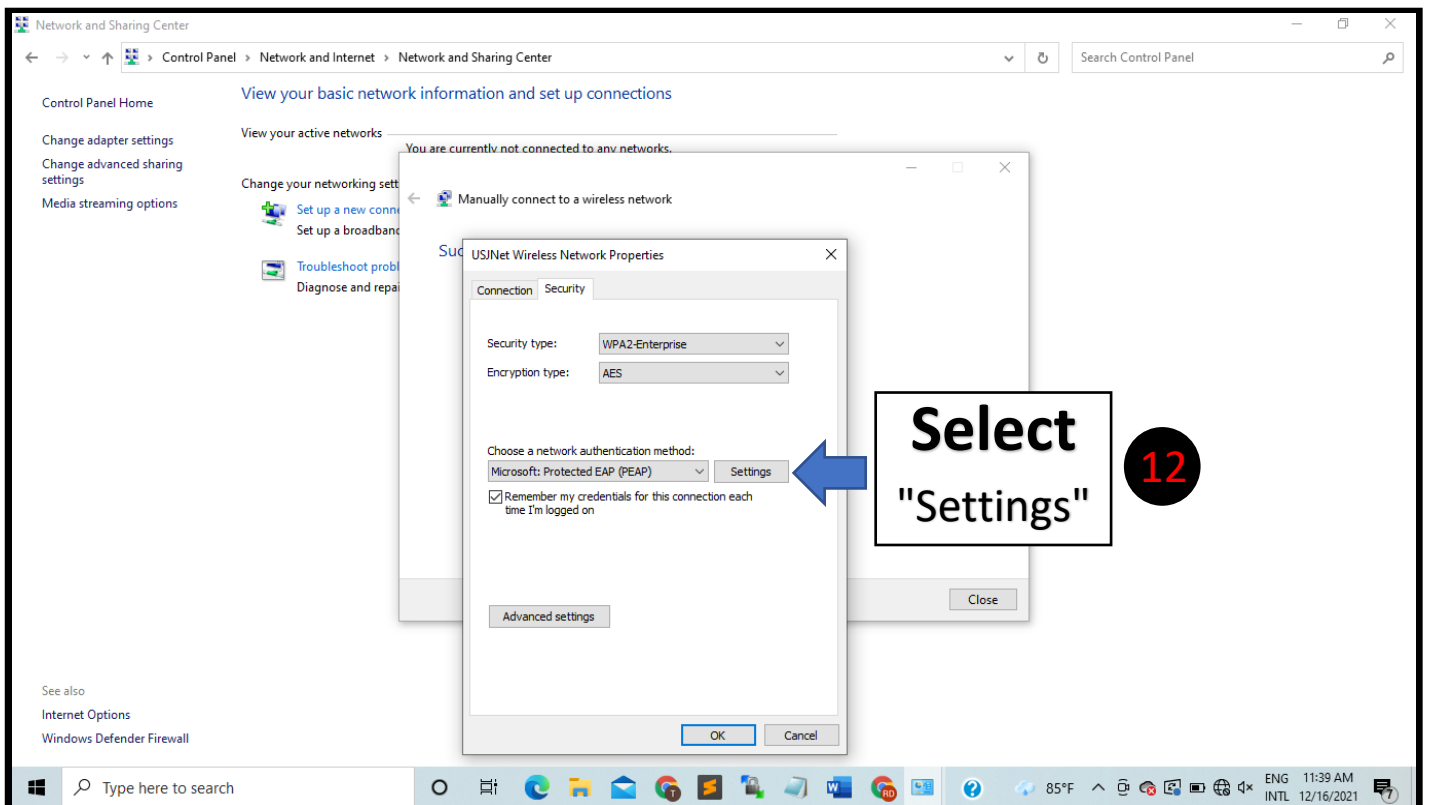 Network and Sharing Center
Control Panel > Network and Internet > Network and Sharing Center
Search Control Panel
Control Panel Home
Change adapter settings
Change advanced sharing
settings
Media streaming options
View your basic network information and set up connections
View your active networks
You are currently not connected to any networks.
Change your networking sett
Set up a new conne
Set up a broadband
Troubleshoot probl
Diagnose and repai
Manually connect to a wireless network
Suc
USJNet Wireless Network Properties
Connection
Security
Security type:
WPA2-Enterprise
Encryption type:
AES
Choose a network authentication method:
Microsoft: Protected EAP (PEAP)
Settings
Remember my credentials for this connection each
time I'm logged on
Advanced settings
OK
Cancel
Close
Select
"Settings"
12
See also
Internet Options
Windows Defender Firewall
Type here to search
85°F
ENG
INTL
11:39 AM
12/16/2021
7